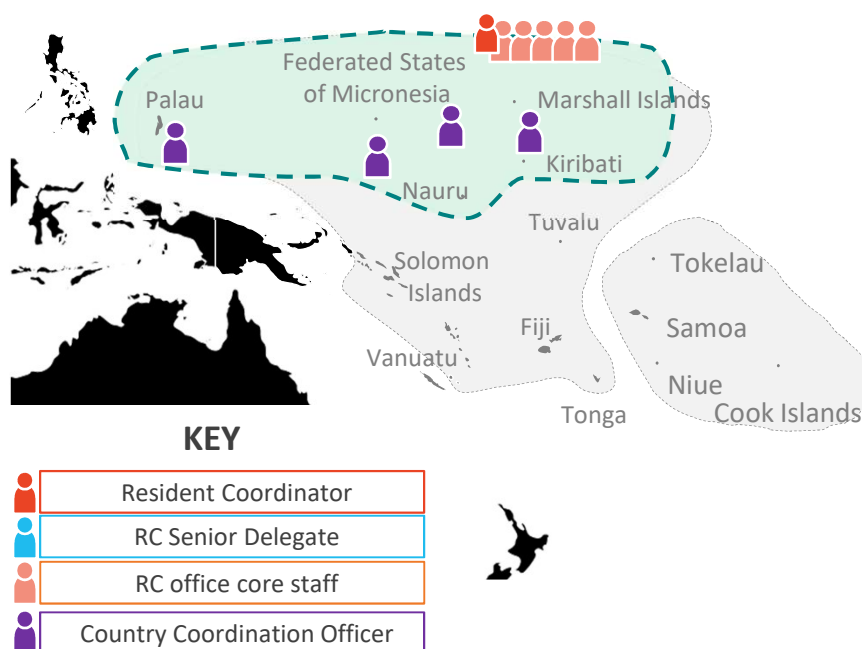 Federated States
of Micronesia
Palau
Marshall Islands
Kiribati
Nauru
Tuvalu
Solomon
Islands
Tokelau
Fiji
Samoa
Vanuatu
Niue
Tonga
Cook Islands
KEY
Resident Coordinator
RC Senior Delegate
RC office core staff
Country Coordination Officer